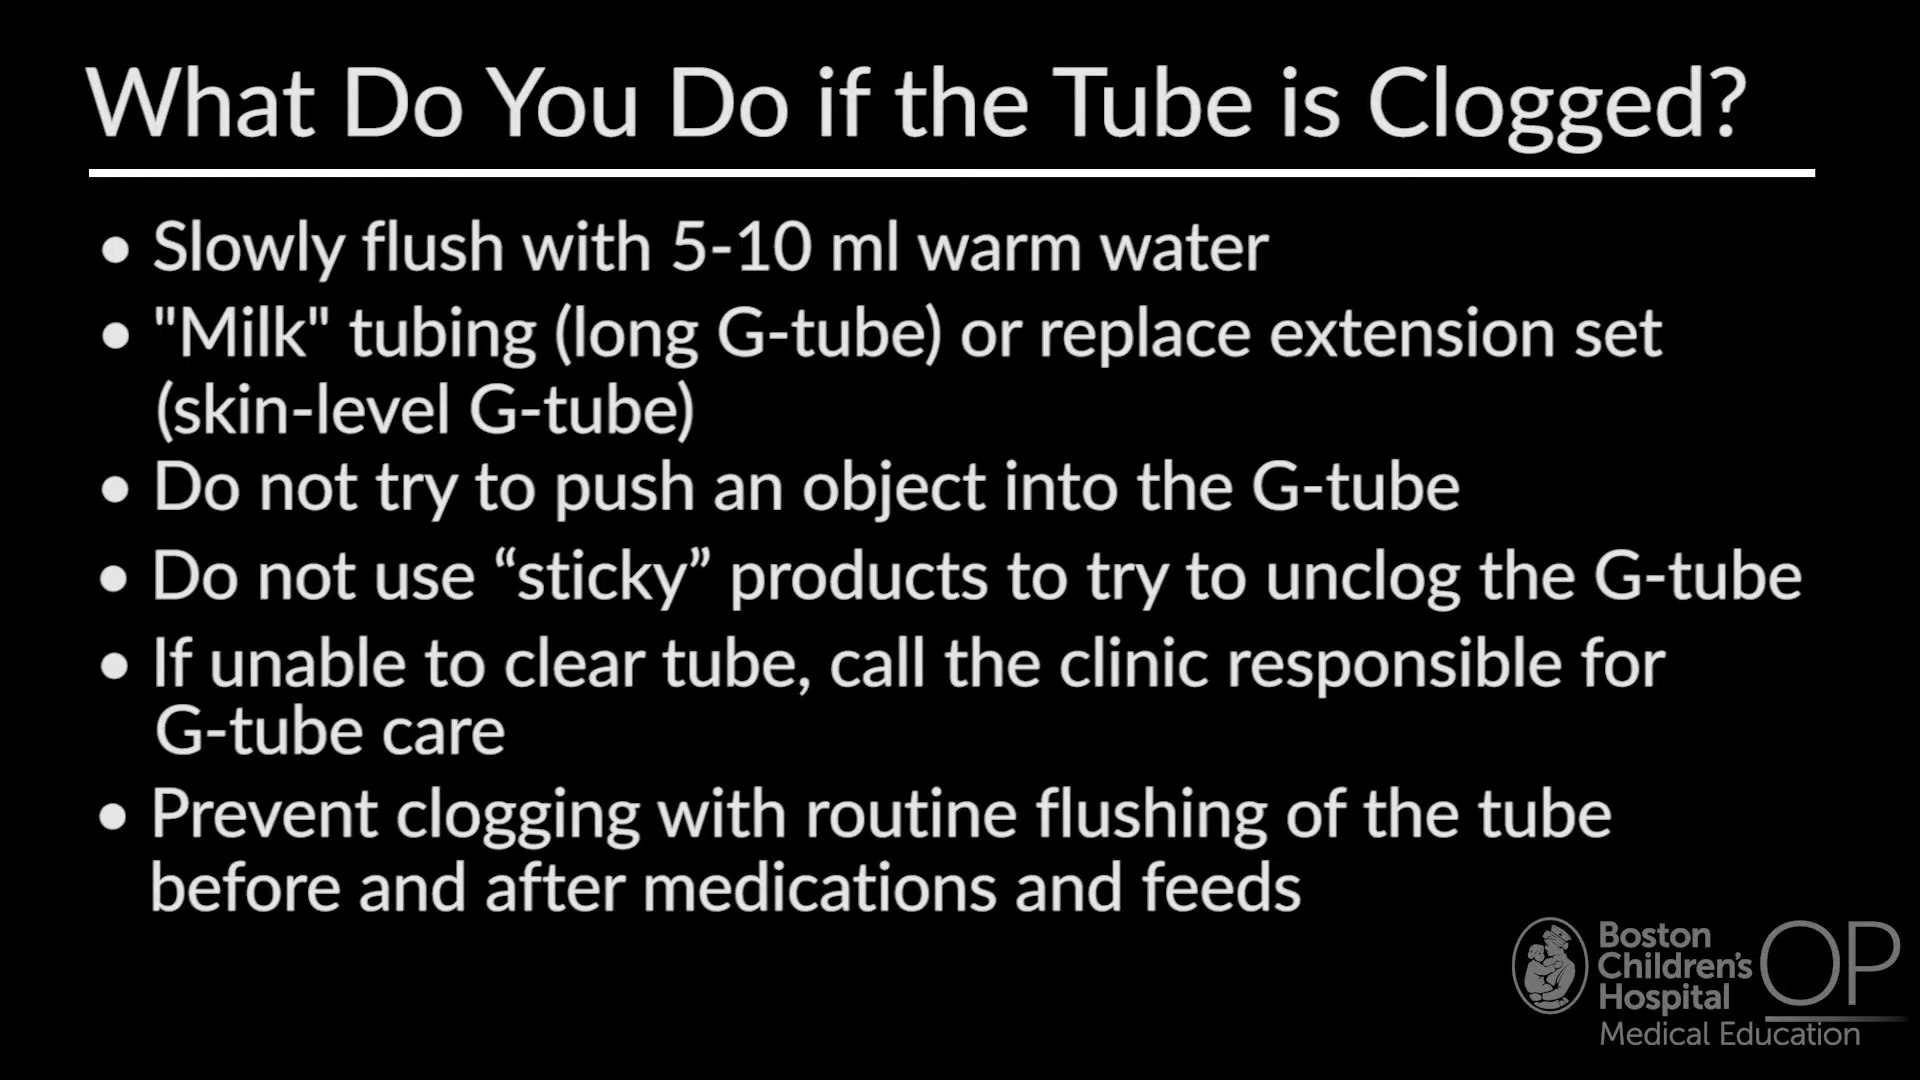 What Do You Do if the Tube is Clogged?
• Slowly flush with 5-10 ml warm water
• "Milk" tubing (long G-tube) or replace extension set
(skin-level G-tube)
• Do not try to push an object into the G-tube
• Do not use “sticky” products to try to unclog the G-tube
• If unable to clear tube, call the clinic responsible for
G-tube care
• Prevent clogging with routine flushing of the tube
before and after medications and feeds
Boston
Children's
Hospital
OP
Medical Education